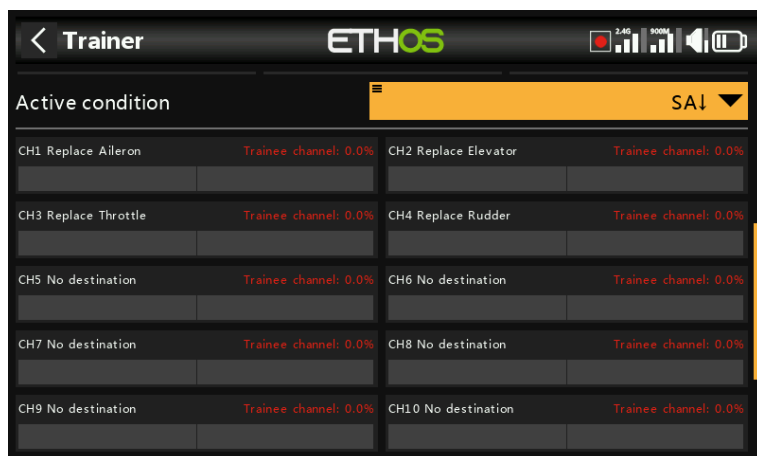 Trainer
ETHOS
2.4G 900M
Active condition
SA↓
CH1 Replace Aileron Trainee channel: 0.0% CH2 Replace Elevator Trainee channel: 0.0%
CH3 Replace Throttle Trainee channel: 0.0% CH4 Replace Rudder Trainee channel: 0.0%
CH5 No destination Trainee channel: 0.0% CH6 No destination Trainee channel: 0.0%
CH7 No destination Trainee channel: 0.0% CH8 No destination Trainee channel: 0.0%
CH9 No destination Trainee channel: 0.0% CH10 No destination Trainee channel: 0.0%